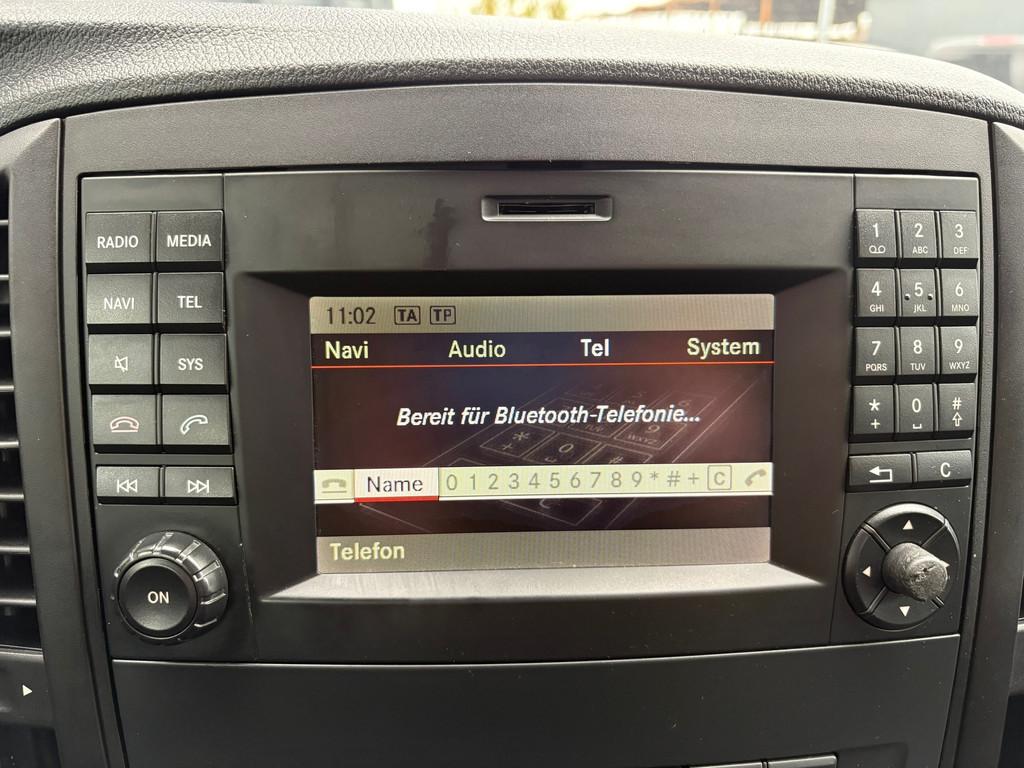 RADIO MEDIA
NAVI TEL
SYS
ON
11:02 TA TP
Navi Audio Tel System
Bereit für Bluetooth-Telefonie...
Name 0 1 2 3 4 5 6 7 8 9 * # + C
Telefon
1 2 3
ABC DEF
4 5 6
GHI JKL MNO
7 8 9
PQRS TUV WXYZ
* 0 #
+
C